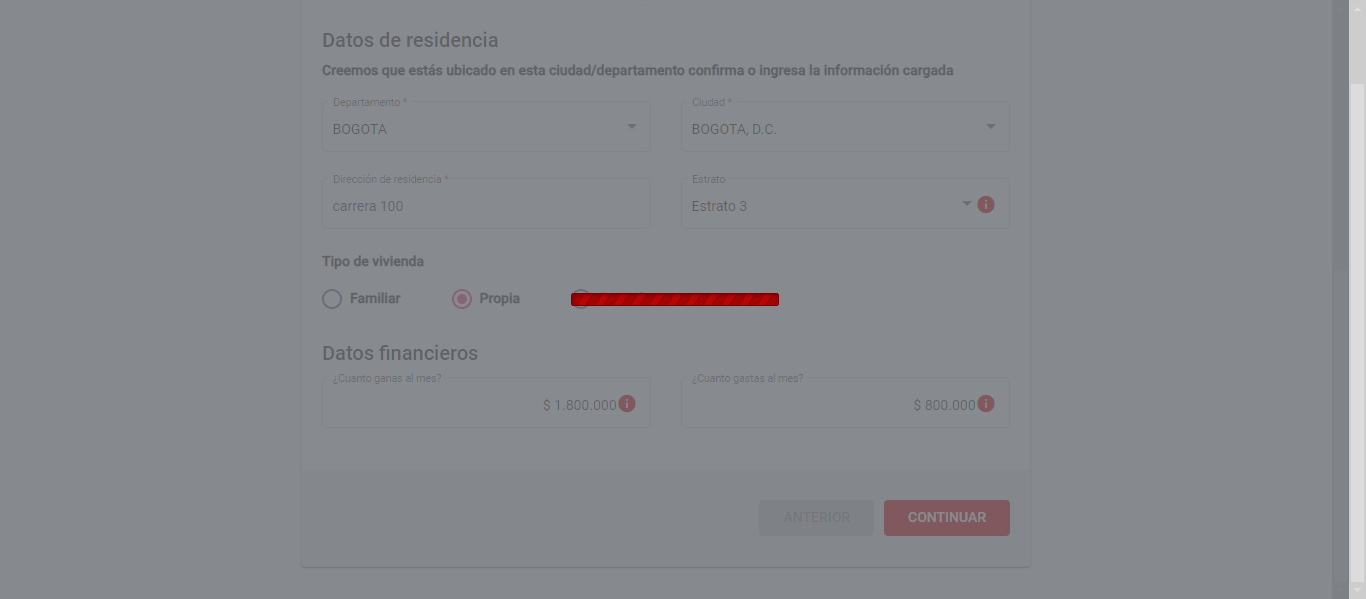 Datos de residencia
Creemos que estás ubicado en esta ciudad/departamento confirma o ingresa la información cargada
Departamento * Ciudad *
BOGOTA BOGOTA, D.C.
Dirección de residencia * Estrato
carrera 100 Estrato 3
Tipo de vivienda
Familiar Propia
Datos financieros
¿Cuanto ganas al mes? ¿Cuanto gastas al mes?
$ 1.800.000 $ 800.000
ANTERIOR CONTINUAR